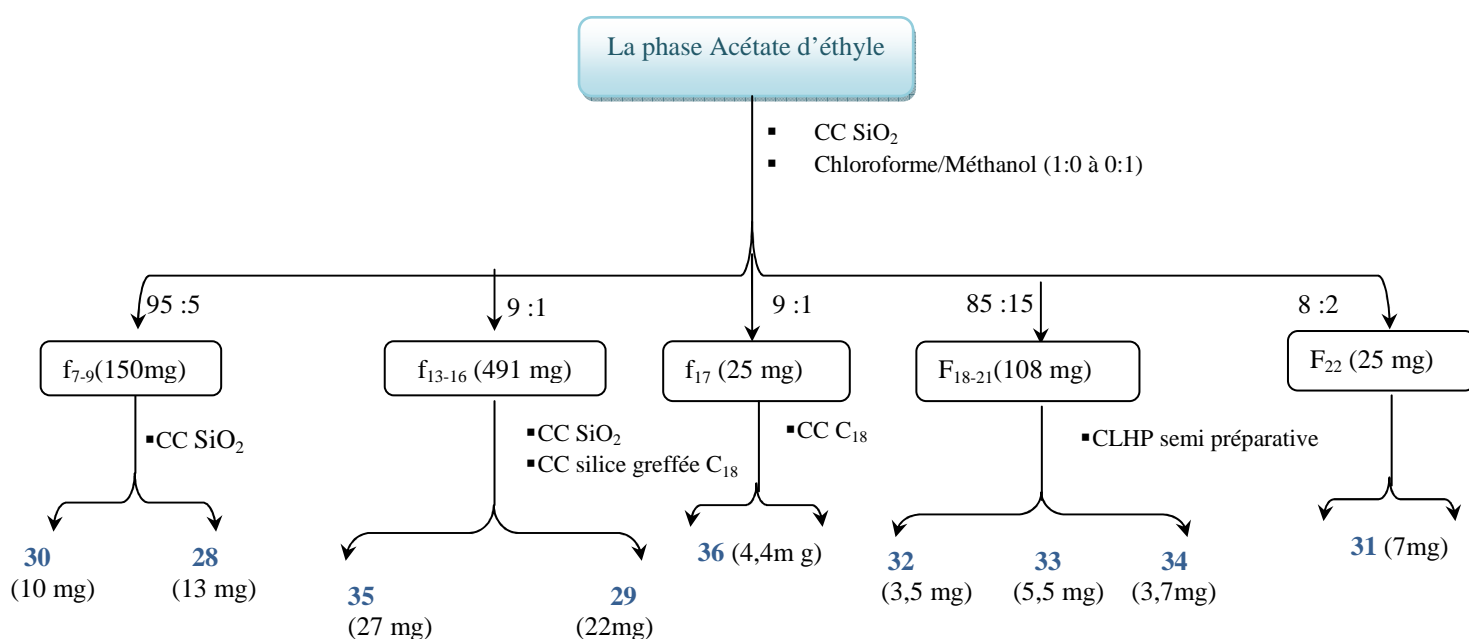 La phase Acétate d’éthyle
▪ CC SiO₂
▪ Chloroforme/Méthanol (1:0 à 0:1)
95 :5
9 :1
9 :1
85 :15
8 :2
f₇₋₉(150mg)
f₁₃₋₁₆ (491 mg)
f₁₇ (25 mg)
F₁₈₋₂₁(108 mg)
F₂₂ (25 mg)
▪CC SiO₂
▪CC SiO₂
▪CC silice greffée C₁₈
▪CC C₁₈
▪CLHP semi préparative
30
(10 mg)
28
(13 mg)
35
(27 mg)
29
(22mg)
36 (4,4m g)
32
(3,5 mg)
33
(5,5 mg)
34
(3,7mg)
31 (7mg)